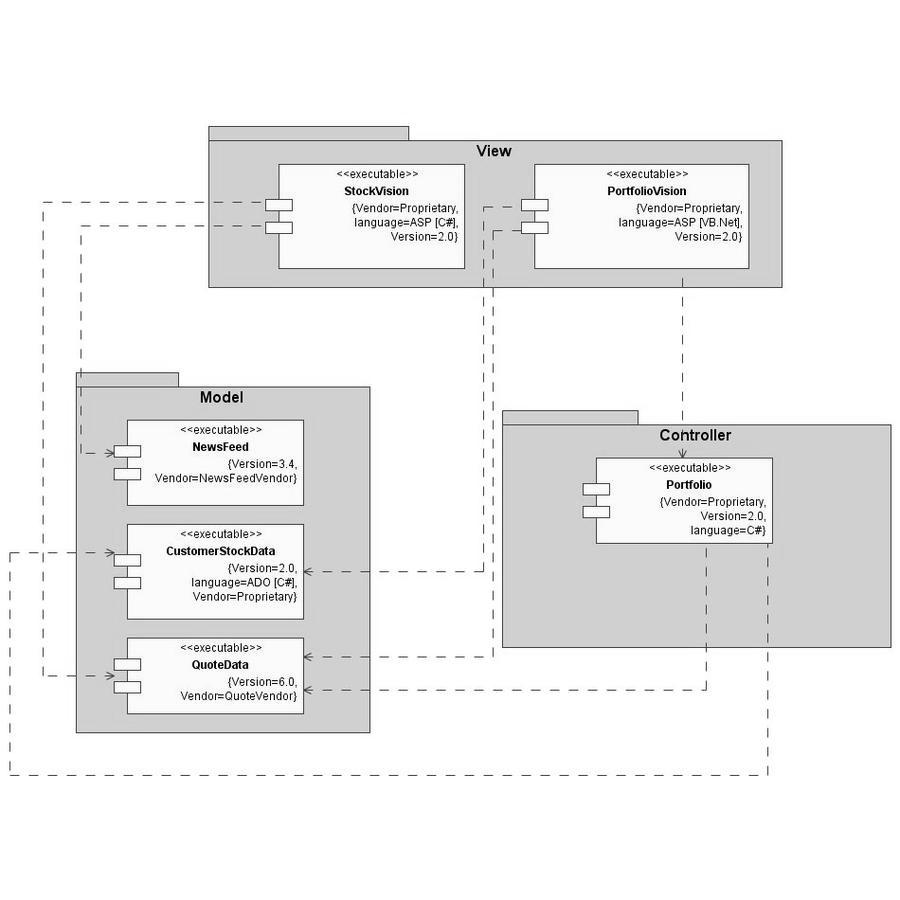 View
<<executable>>
StockVision
{Vendor=Proprietary,
language=ASP [C#],
Version=2.0}
<<executable>>
PortfolioVision
{Vendor=Proprietary,
language=ASP [VB.Net],
Version=2.0}
Model
<<executable>>
NewsFeed
{Version=3.4,
Vendor=NewsFeedVendor}
<<executable>>
CustomerStockData
{Version=2.0,
language=ADO [C#],
Vendor=Proprietary}
<<executable>>
QuoteData
{Version=6.0,
Vendor=QuoteVendor}
Controller
<<executable>>
Portfolio
{Vendor=Proprietary,
Version=2.0,
language=C#}